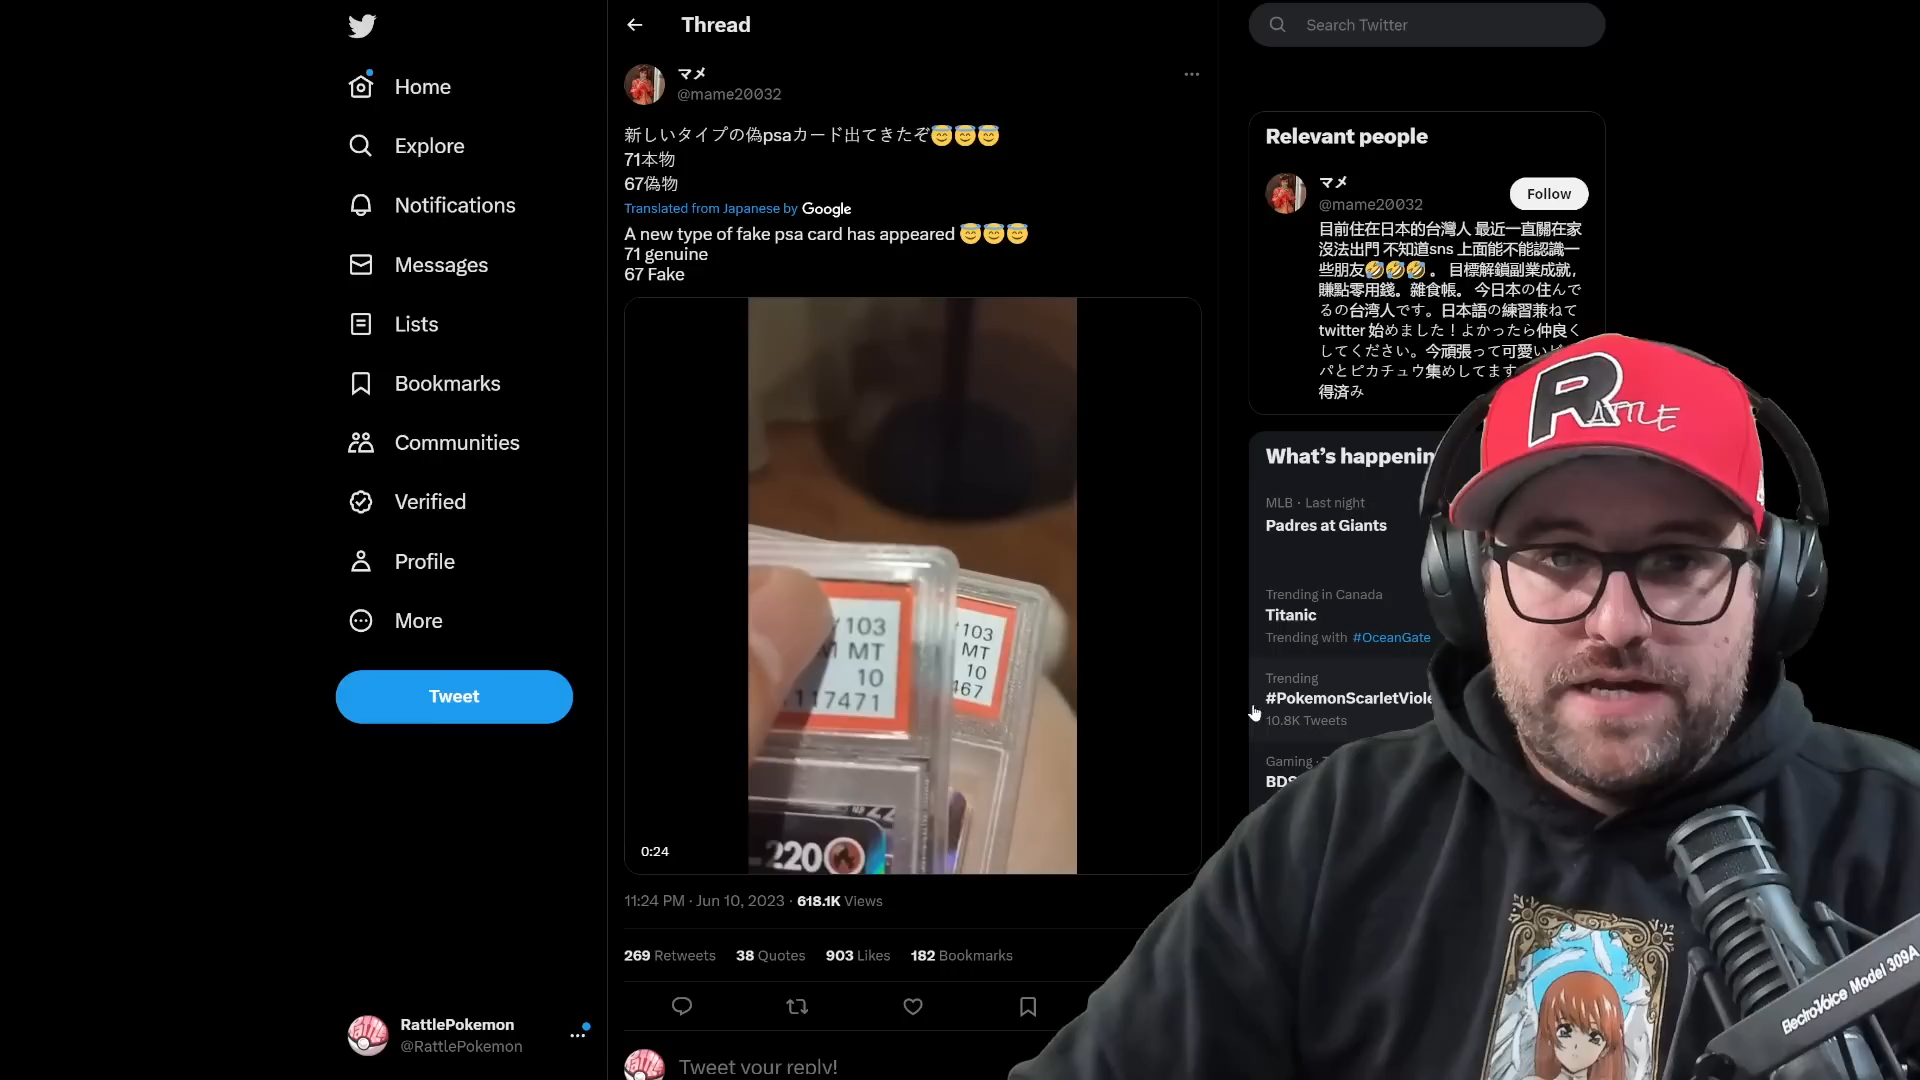 Home
Explore
Notifications
Messages
Lists
Bookmarks
Communities
Verified
Profile
More
Tweet
RattlePokemon
@RattlePokemon
Thread
マメ
@mame20032
新しいタイプの偽psaカード出てきたぞ😇😇😇
71本物
67偽物
Translated from Japanese by Google
A new type of fake psa card has appeared 😇😇😇
71 genuine
67 Fake
103
MT
10
117471
103
MT
10
467
220
0:24
11:24 PM · Jun 10, 2023 · 618.1K Views
269 Retweets 38 Quotes 903 Likes 182 Bookmarks
Tweet your reply!
Search Twitter
Relevant people
マメ
@mame20032
Follow
目前住在日本的台灣人 最近一直關在家
沒法出門 不知道sns 上面能不能認識一
些朋友🤣🤣🤣 。 目標解鎖副業成就，
賺點零用錢。雜食帳。 今日本の住んで
るの台湾人です。日本語の練習兼ねて
twitter 始めました！よかったら仲良く
してください。今頑張って可愛い
パとピカチュウ集めしてます
得済み
What's happenin
MLB · Last night
Padres at Giants
Trending in Canada
Titanic
Trending with #OceanGate
Trending
#PokemonScarletViole
10.8K Tweets
Gaming ·
BDS
RATTLE
ElectroVoice Model 309A